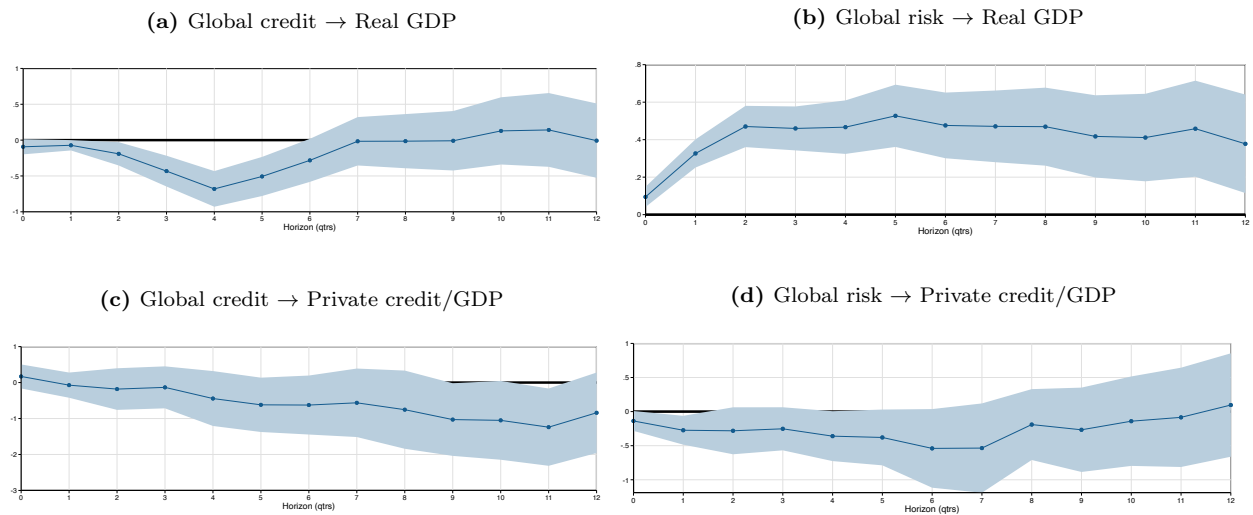 (a) Global credit → Real GDP
1
.5
0
-.5
-1
0 1 2 3 4 5 6 7 8 9 10 11 12
Horizon (qtrs)
(b) Global risk → Real GDP
.8
.6
.4
.2
0
0 1 2 3 4 5 6 7 8 9 10 11 12
Horizon (qtrs)
(c) Global credit → Private credit/GDP
1
0
-1
-2
-3
0 1 2 3 4 5 6 7 8 9 10 11 12
Horizon (qtrs)
(d) Global risk → Private credit/GDP
1
.5
0
-.5
-1
0 1 2 3 4 5 6 7 8 9 10 11 12
Horizon (qtrs)